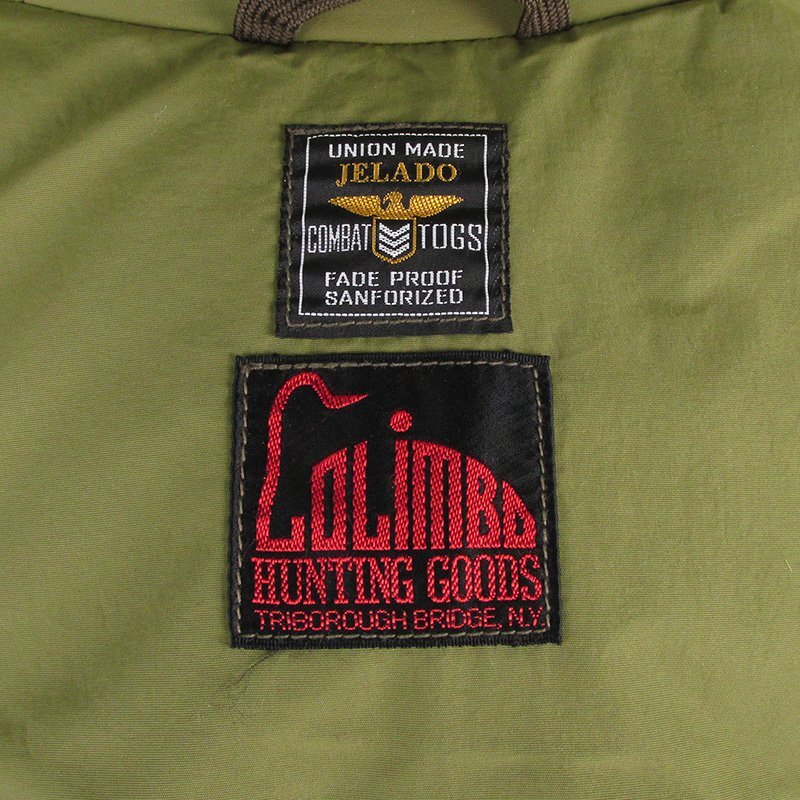 UNION MADE
JELADO
COMBAT TOGS
FADE PROOF
SANFORIZED
COLIMBO
HUNTING GOODS
TRIBOROUGH BRIDGE, N.Y